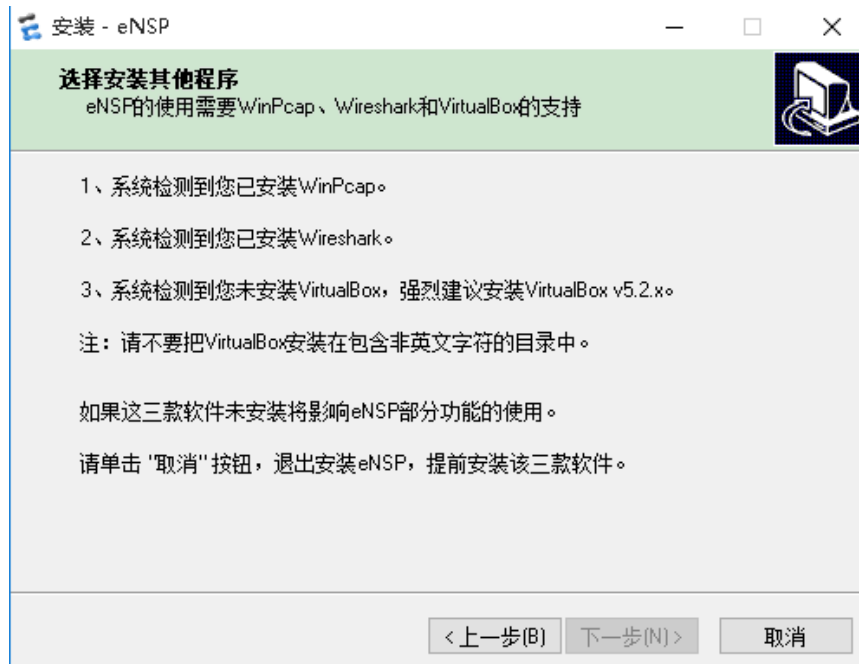 安装 - eNSP
选择安装其他程序
eNSP的使用需要WinPcap、Wireshark和VirtualBox的支持
1、系统检测到您已安装WinPcap。
2、系统检测到您已安装Wireshark。
3、系统检测到您未安装VirtualBox，强烈建议安装VirtualBox v5.2.x。
注：请不要把VirtualBox安装在包含非英文字符的目录中。
如果这三款软件未安装将影响eNSP部分功能的使用。
请单击 "取消" 按钮，退出安装eNSP，提前安装该三款软件。
<上一步(B) 下一步(N)> 取消